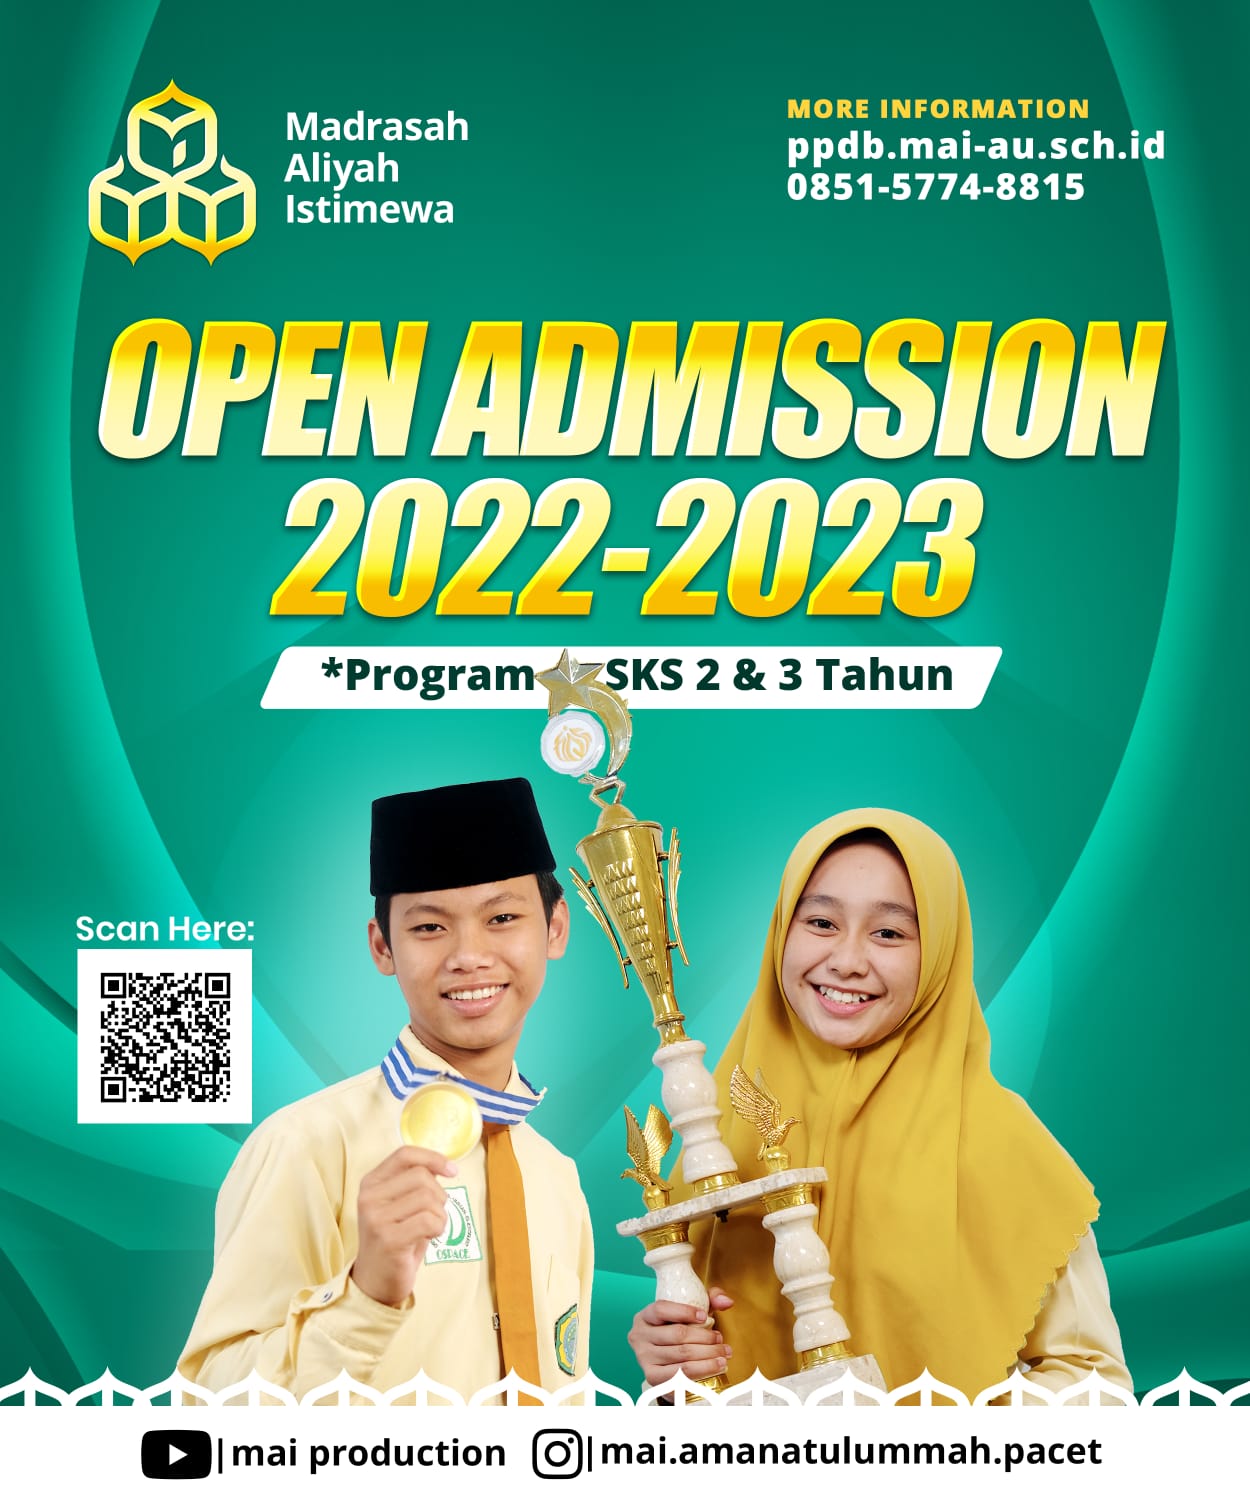 Madrasah
Aliyah
Istimewa
MORE INFORMATION
ppdb.mai-au.sch.id
0851-5774-8815
OPEN ADMISSION
2022-2023
*Program SKS 2 & 3 Tahun
Scan Here:
OSPACE
mai production
mai.amanatulummah.pacet